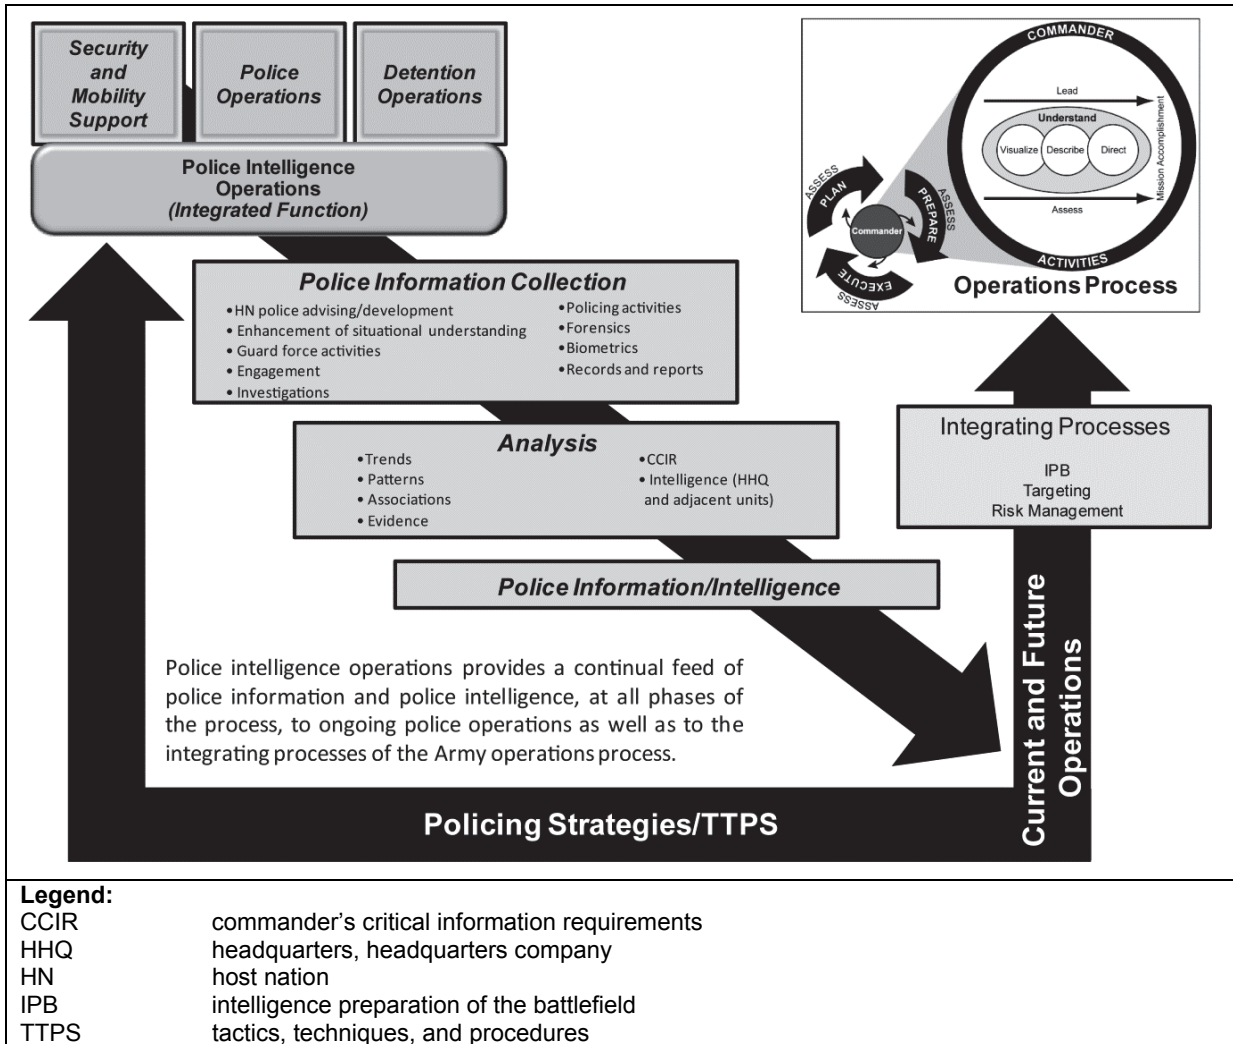 Security
and
Mobility
Support
Police
Operations
Detention
Operations
Police Intelligence
Operations
(Integrated Function)
Police Information Collection
•HN police advising/development
• Enhancement of situational understanding
• Guard force activities
• Engagement
• Investigations
•Policing activities
•Forensics
•Biometrics
•Records and reports
Analysis
•Trends
• Patterns
• Associations
• Evidence
•CCIR
• Intelligence (HHQ
and adjacent units)
Police Information/Intelligence
Police intelligence operations provides a continual feed of
police information and police intelligence, at all phases of
the process, to ongoing police operations as well as to the
integrating processes of the Army operations process.
Policing Strategies/TTPS
Current and Future
Operations
Integrating Processes
IPB
Targeting
Risk Management
COMMANDER
Lead
Understand
Visualize
Describe
Direct
Assess
Mission Accomplishment
ACTIVITIES
ASSESS
PLAN
ASSESS
PREPARE
Commander
EXECUTE
ASSESS
Operations Process
Legend:
CCIR commander’s critical information requirements
HHQ headquarters, headquarters company
HN host nation
IPB intelligence preparation of the battlefield
TTPS tactics, techniques, and procedures